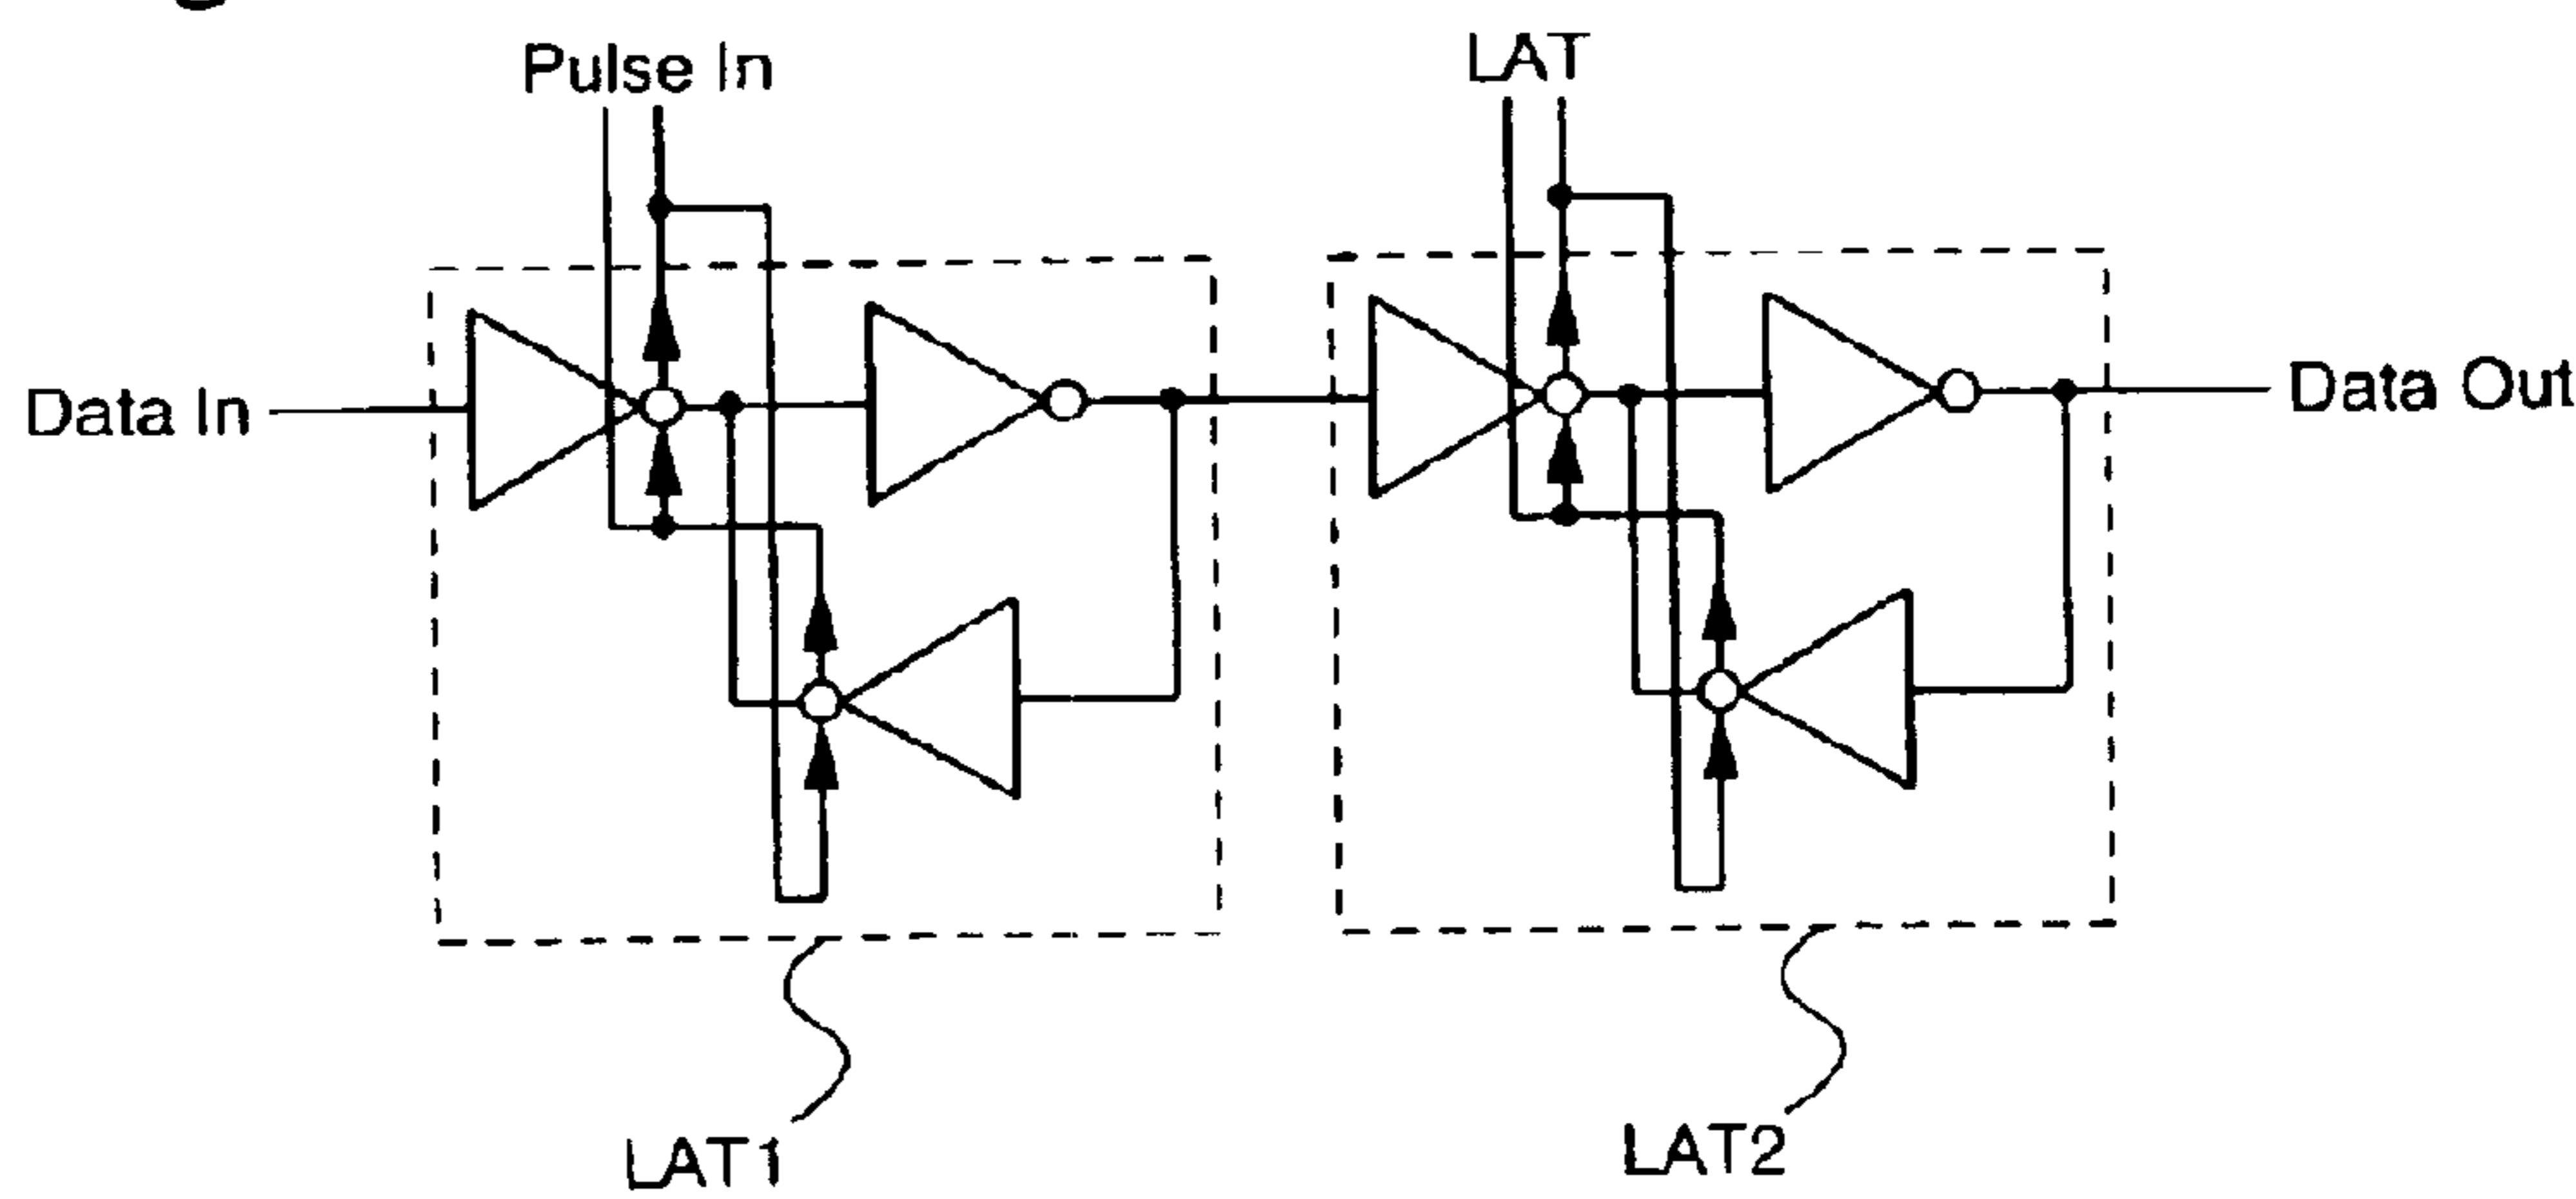 Pulse In
LAT
Data In
Data Out
LAT1
LAT2